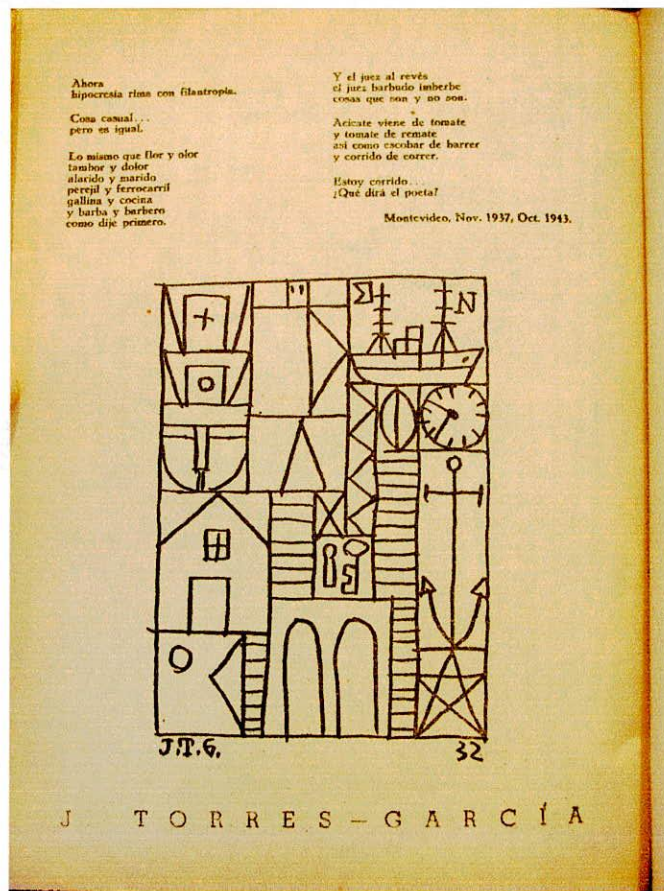 Ahora
hipocresía rima con filantropía.
Cosa casual...
pero es igual.
Lo mismo que flor y olor
tambor y dolor
alarido y marido
perejil y ferrocarril
gallina y cocina
y barba y barbero
como dije primero.
Y el juez al revés
el juez barbudo imberbe
cosas que son y no son.
Acicate viene de tomate
y tomate de remate
así como escobar de barrer
y corrido de correr.
Estoy corrido...
¿Qué dirá el poeta?
Montevideo, Nov. 1937, Oct. 1943.
Σ N
J.T.G. 32
J. TORRES-GARCÍA